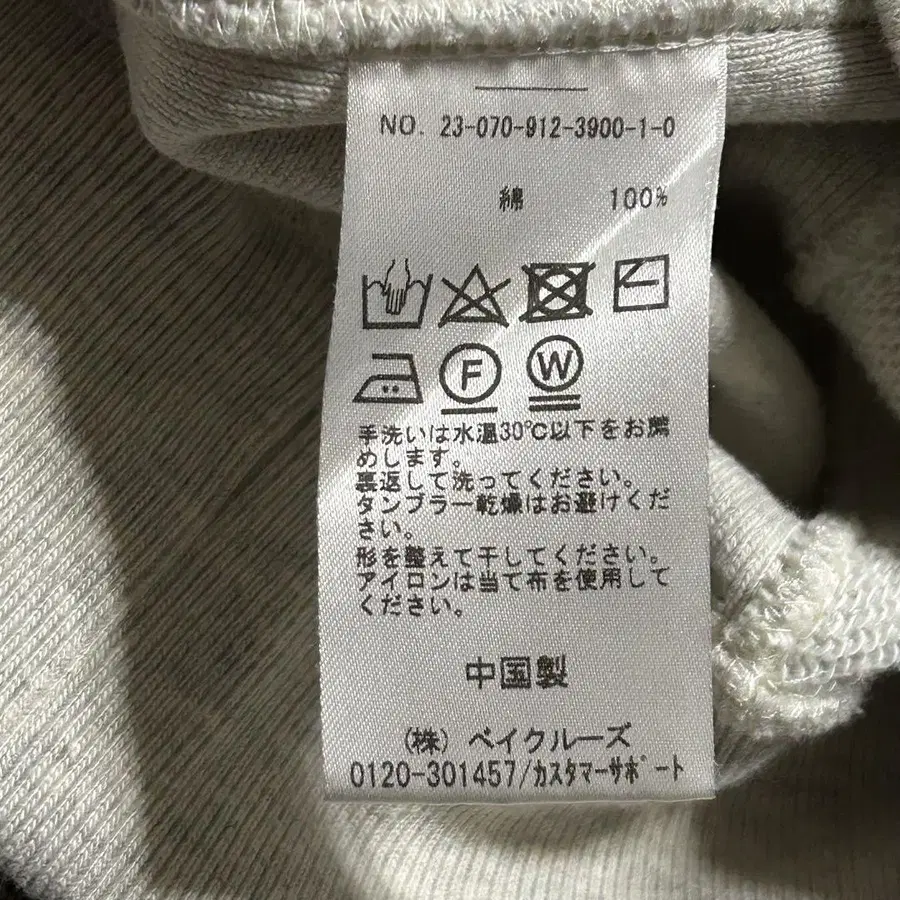 NO. 23-070-912-3900-1-0
綿 100%
F W
手洗いは水温30℃以下をお薦
めします。
裏返して洗ってください。
タンブラー乾燥はお避けくだ
さい。
形を整えて干してください。
アイロンは当て布を使用して
ください。
中国製
(株) ベイクルーズ
0120-301457/カスタマーサポート